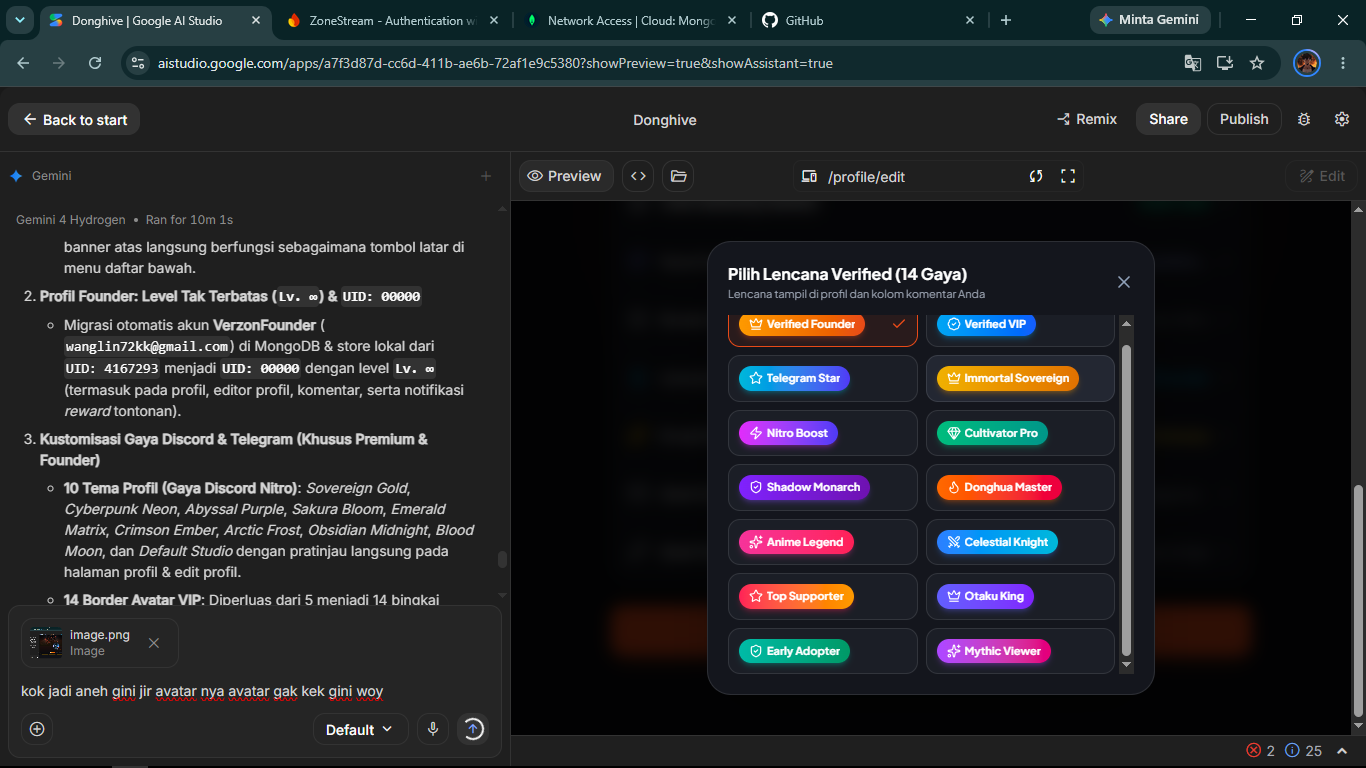 Donghive | Google AI Studio
ZoneStream - Authentication w
Network Access | Cloud: Mong
GitHub
Minta Gemini
aistudio.google.com/apps/a7f3d87d-cc6d-411b-ae6b-72af1e9c5380?showPreview=true&showAssistant=true
Back to start
Donghive
Remix
Share
Publish
Gemini
Preview
/profile/edit
Edit
Gemini 4 Hydrogen • Ran for 10m 1s
banner atas langsung berfungsi sebagaimana tombol latar di
menu daftar bawah.
2. Profil Founder: Level Tak Terbatas (Lv. ∞) & UID: 00000
Migrasi otomatis akun VerzonFounder (
wanglin72kk@gmail.com) di MongoDB & store lokal dari
UID: 4167293 menjadi UID: 00000 dengan level Lv. ∞
(termasuk pada profil, editor profil, komentar, serta notifikasi
reward tontonan).
3. Kustomisasi Gaya Discord & Telegram (Khusus Premium &
Founder)
10 Tema Profil (Gaya Discord Nitro): Sovereign Gold,
Cyberpunk Neon, Abyssal Purple, Sakura Bloom, Emerald
Matrix, Crimson Ember, Arctic Frost, Obsidian Midnight, Blood
Moon, dan Default Studio dengan pratinjau langsung pada
halaman profil & edit profil.
14 Border Avatar VIP: Diperluas dari 5 menjadi 14 bingkai
image.png
Image
kok jadi aneh gini jir avatar nya avatar gak kek gini woy
Default
Pilih Lencana Verified (14 Gaya)
Lencana tampil di profil dan kolom komentar Anda
Verified Founder
Verified VIP
Telegram Star
Immortal Sovereign
Nitro Boost
Cultivator Pro
Shadow Monarch
Donghua Master
Anime Legend
Celestial Knight
Top Supporter
Otaku King
Early Adopter
Mythic Viewer
2
25